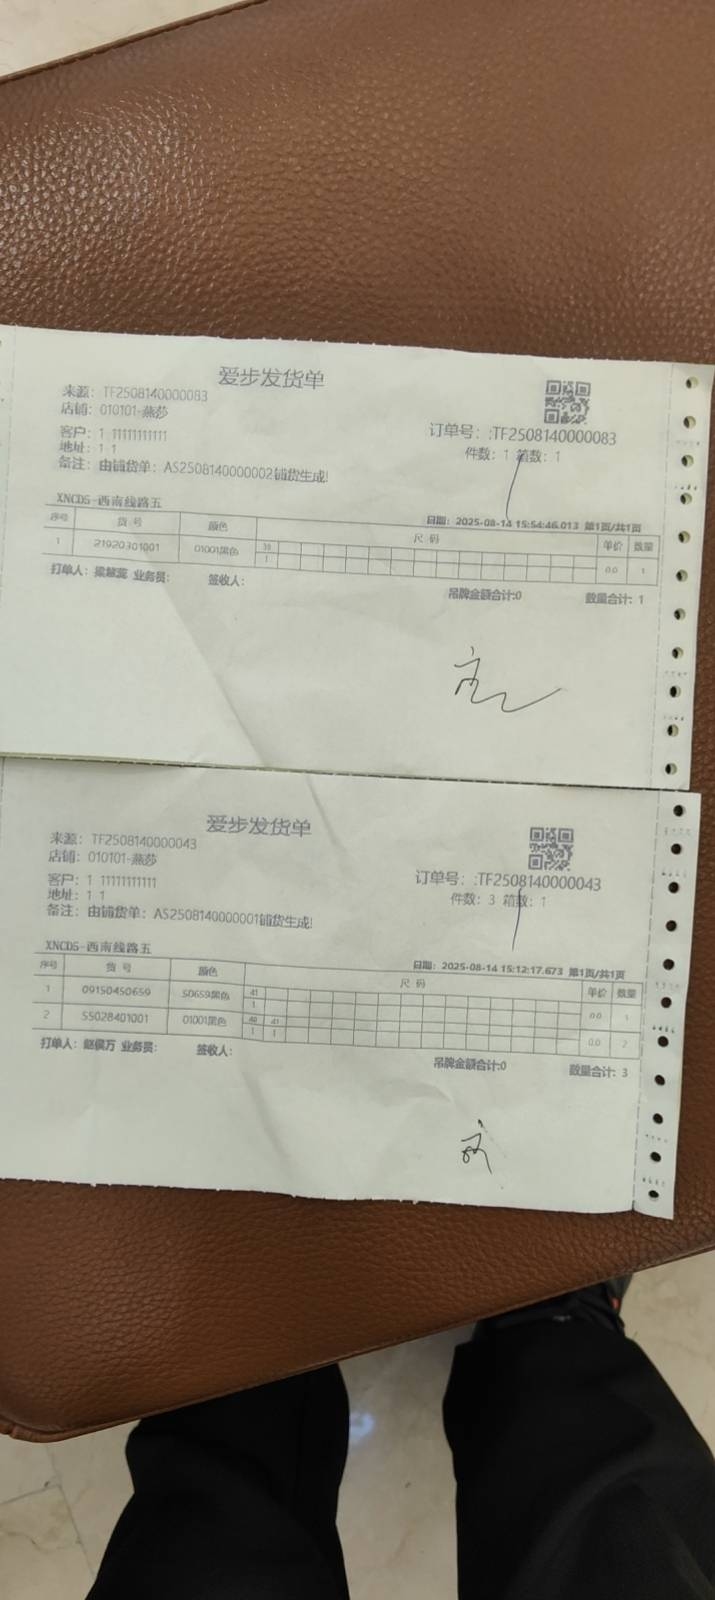 爱步发货单
来源：TF2508140000083
店铺：010101-燕莎
订单号：:TF2508140000083
客户：1 11111111111
件数：1 箱数：1
地址：1 1
备注：由铺货单：AS2508140000002铺货生成!
XNCD5-西南线路五
日期：2025-08-14 15:54:46.013 第1页/共1页
序号 货号 颜色 尺码 单价 数量
1 21920301001 01001黑色 39 0.0 1
1
打单人：梁慧蕊 业务员： 签收人： 吊牌金额合计:0 数量合计：1
爱步发货单
来源：TF2508140000043
店铺：010101-燕莎
订单号：:TF2508140000043
客户：1 11111111111
件数：3 箱数：1
地址：1 1
备注：由铺货单：AS2508140000001铺货生成!
XNCD5-西南线路五
日期：2025-08-14 15:12:17.673 第1页/共1页
序号 货号 颜色 尺码 单价 数量
1 09150450659 50659黑色 41 0.0 1
1
2 55028401001 01001黑色 40 41 0.0 2
1 1
打单人：赵侯万 业务员： 签收人： 吊牌金额合计:0 数量合计：3